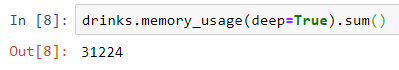 In [8]: drinks.memory_usage(deep=True).sum()
Out[8]: 31224